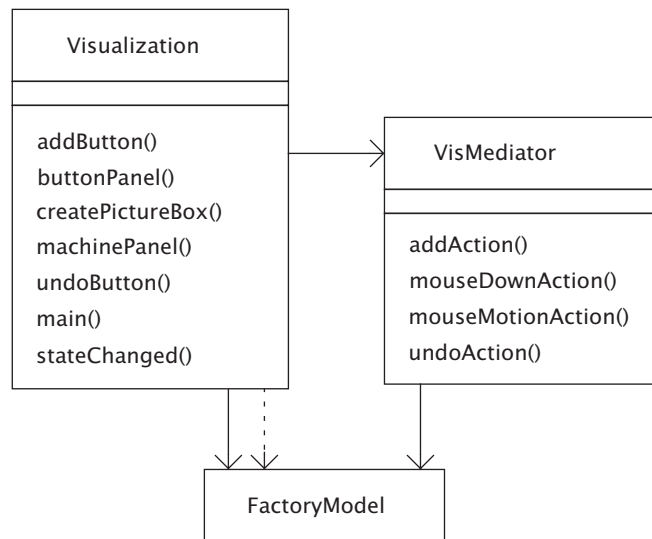 Visualization
addButton()
buttonPanel()
createPictureBox()
machinePanel()
undoButton()
main()
stateChanged()
VisMediator
addAction()
mouseDownAction()
mouseMotionAction()
undoAction()
FactoryModel